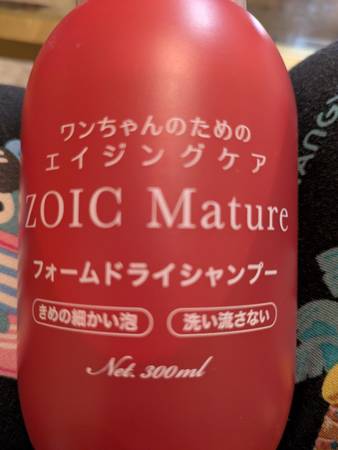 ワンちゃんのための
エイジングケア
ZOIC Mature
フォームドライシャンプー
きめの細かい泡 洗い流さない
Net. 300ml